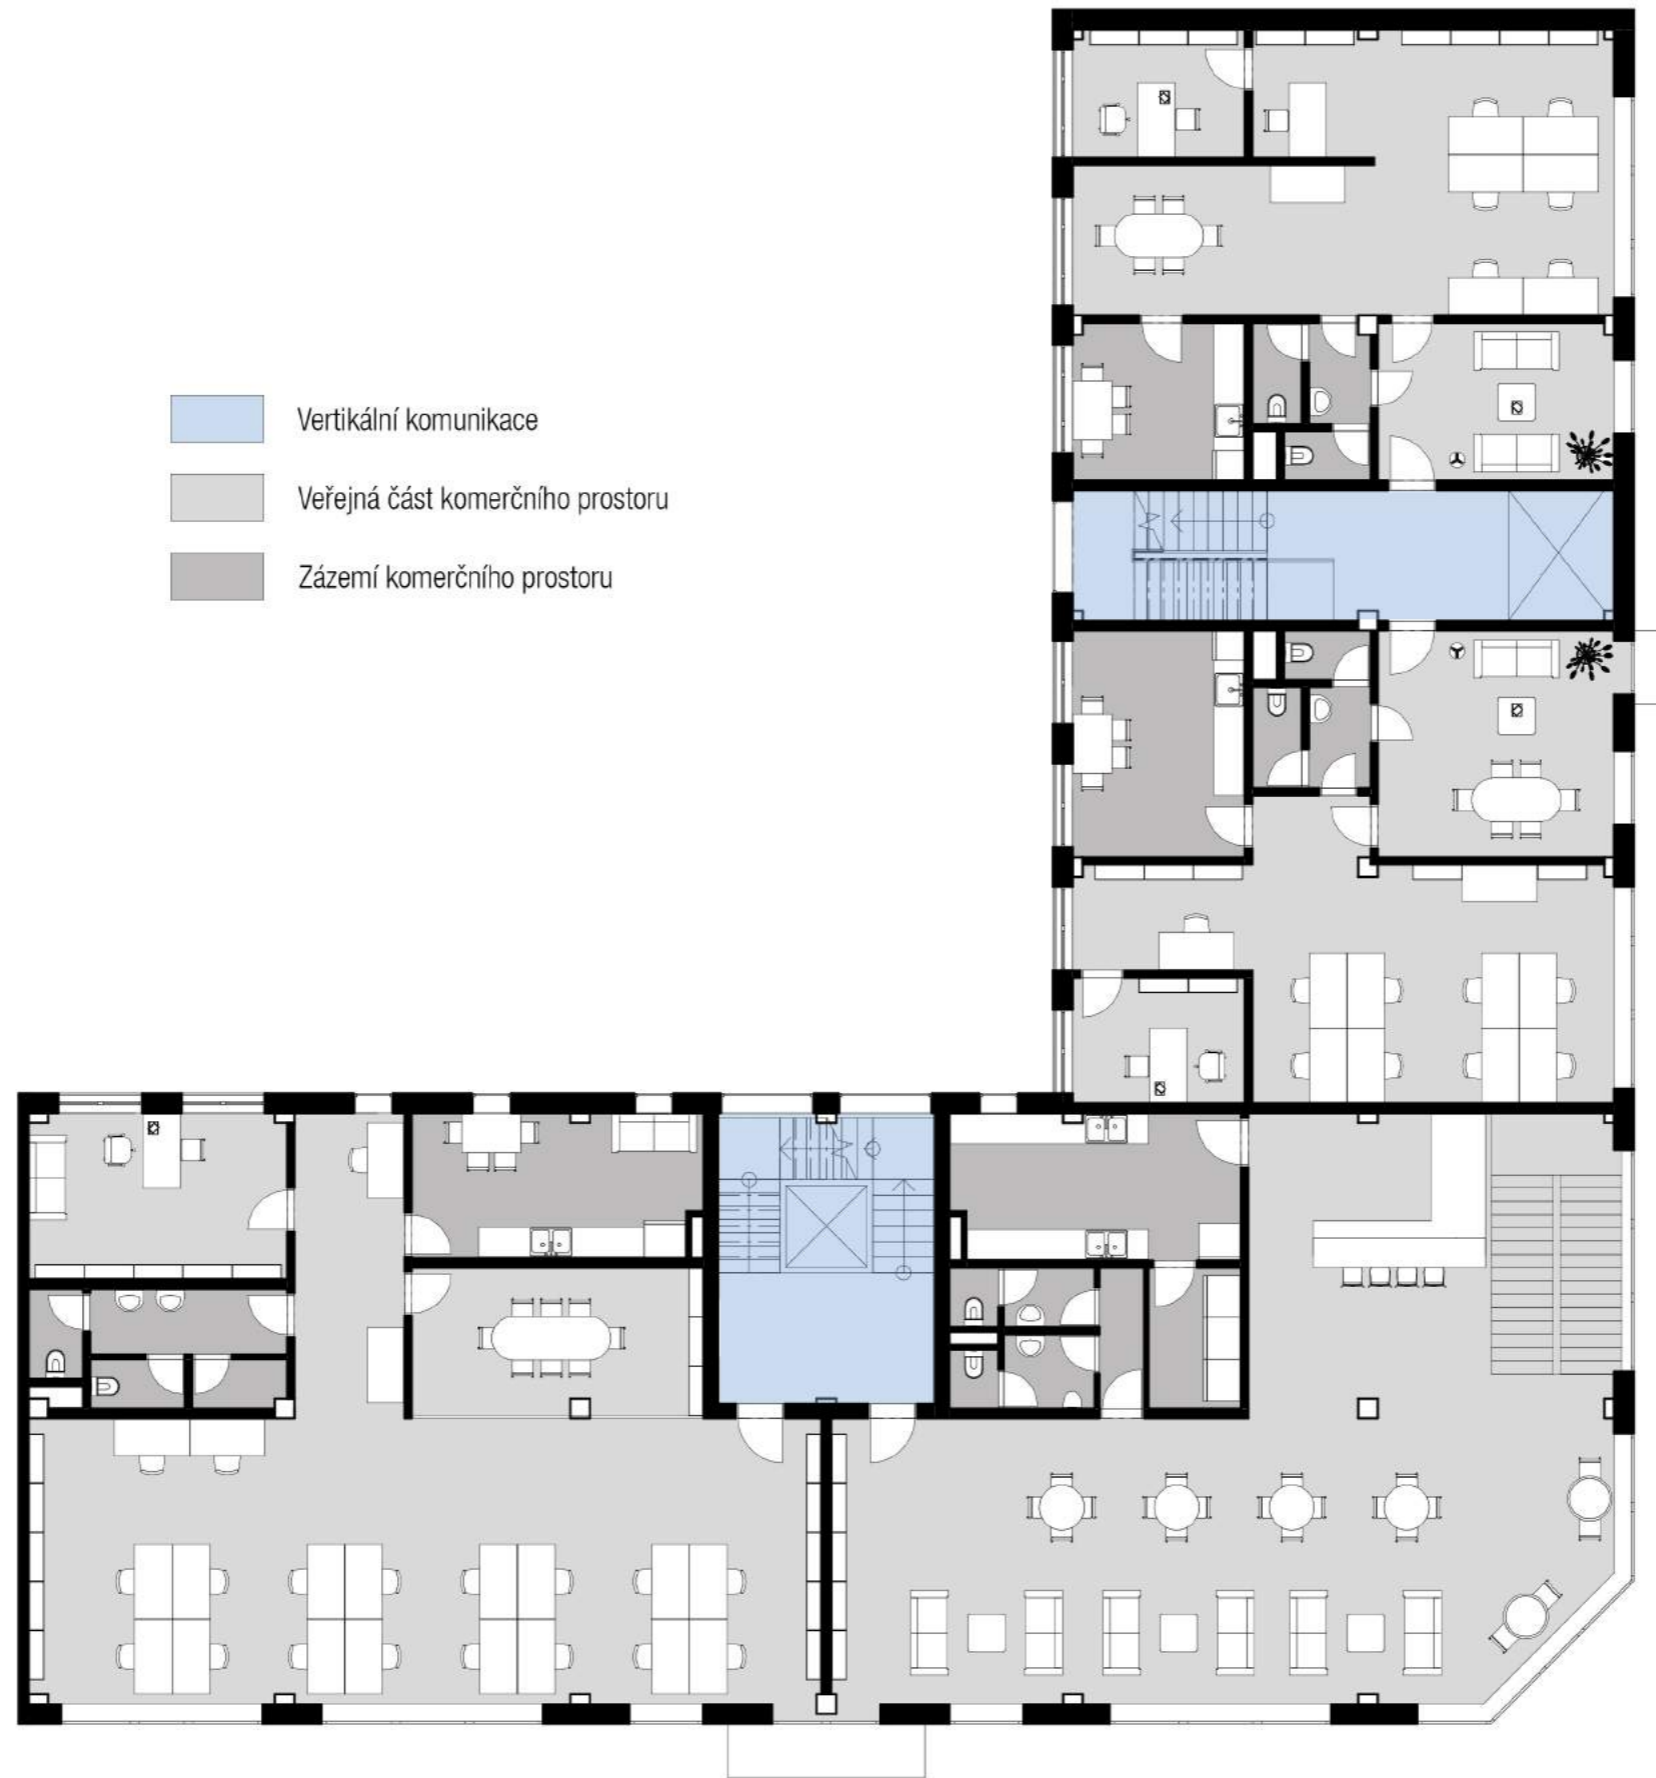 Vertikální komunikace
Veřejná část komerčního prostoru
Zázemí komerčního prostoru